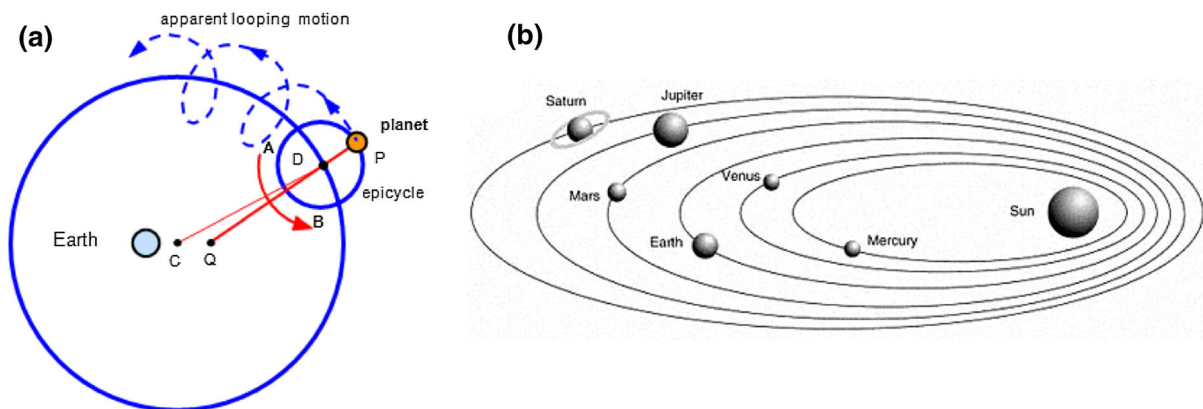 (a)
apparent looping motion
planet
A
D
P
epicycle
B
Earth
C
Q
(b)
Saturn
Jupiter
Mars
Venus
Sun
Earth
Mercury